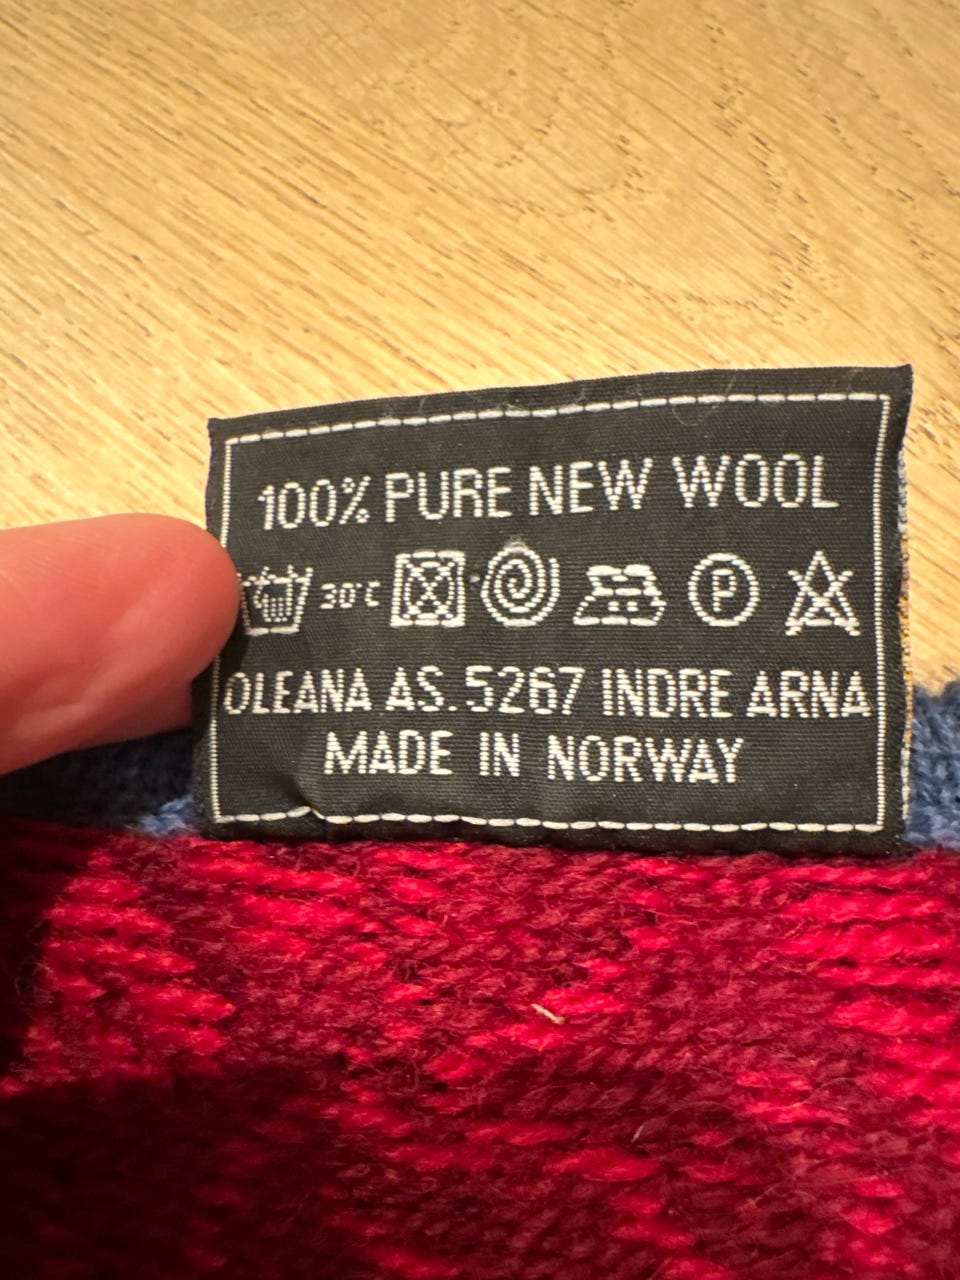 100% PURE NEW WOOL
30°C P
OLEANA AS. 5267 INDRE ARNA
MADE IN NORWAY